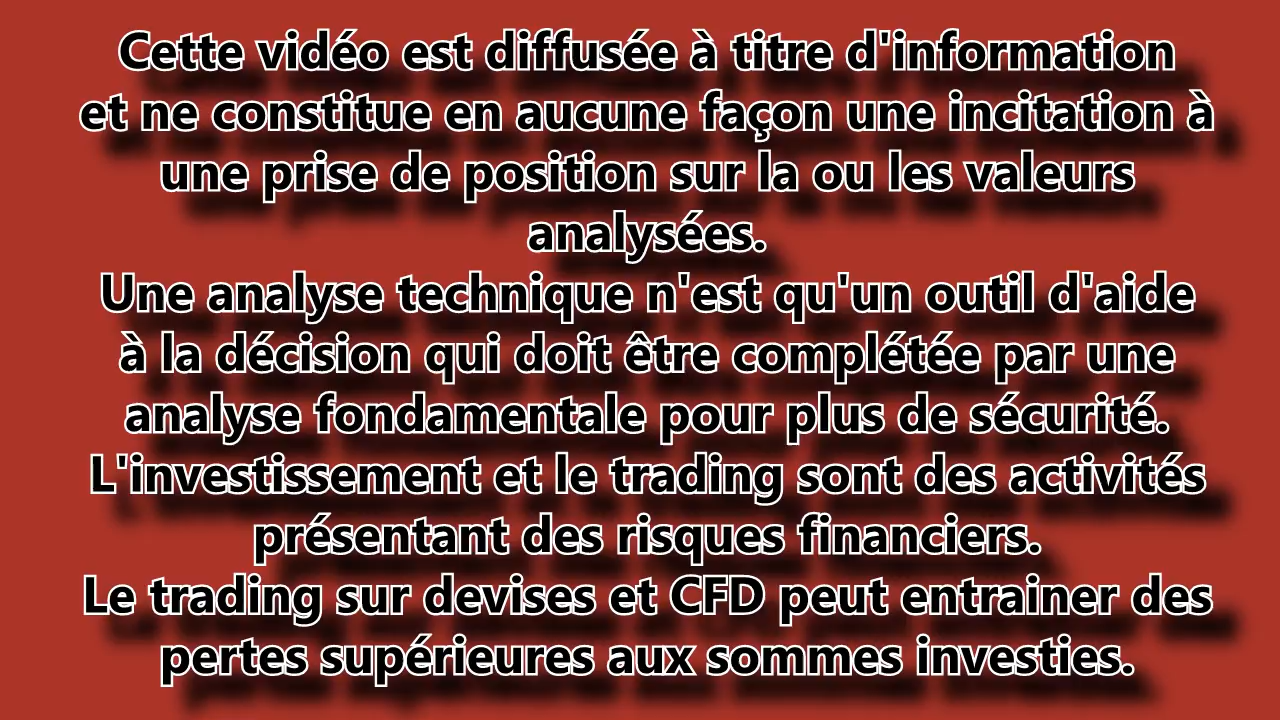 Cette vidéo est diffusée à titre d'information
et ne constitue en aucune façon une incitation à
une prise de position sur la ou les valeurs
analysées.
Une analyse technique n'est qu'un outil d'aide
à la décision qui doit être complétée par une
analyse fondamentale pour plus de sécurité.
L'investissement et le trading sont des activités
présentant des risques financiers.
Le trading sur devises et CFD peut entrainer des
pertes supérieures aux sommes investies.